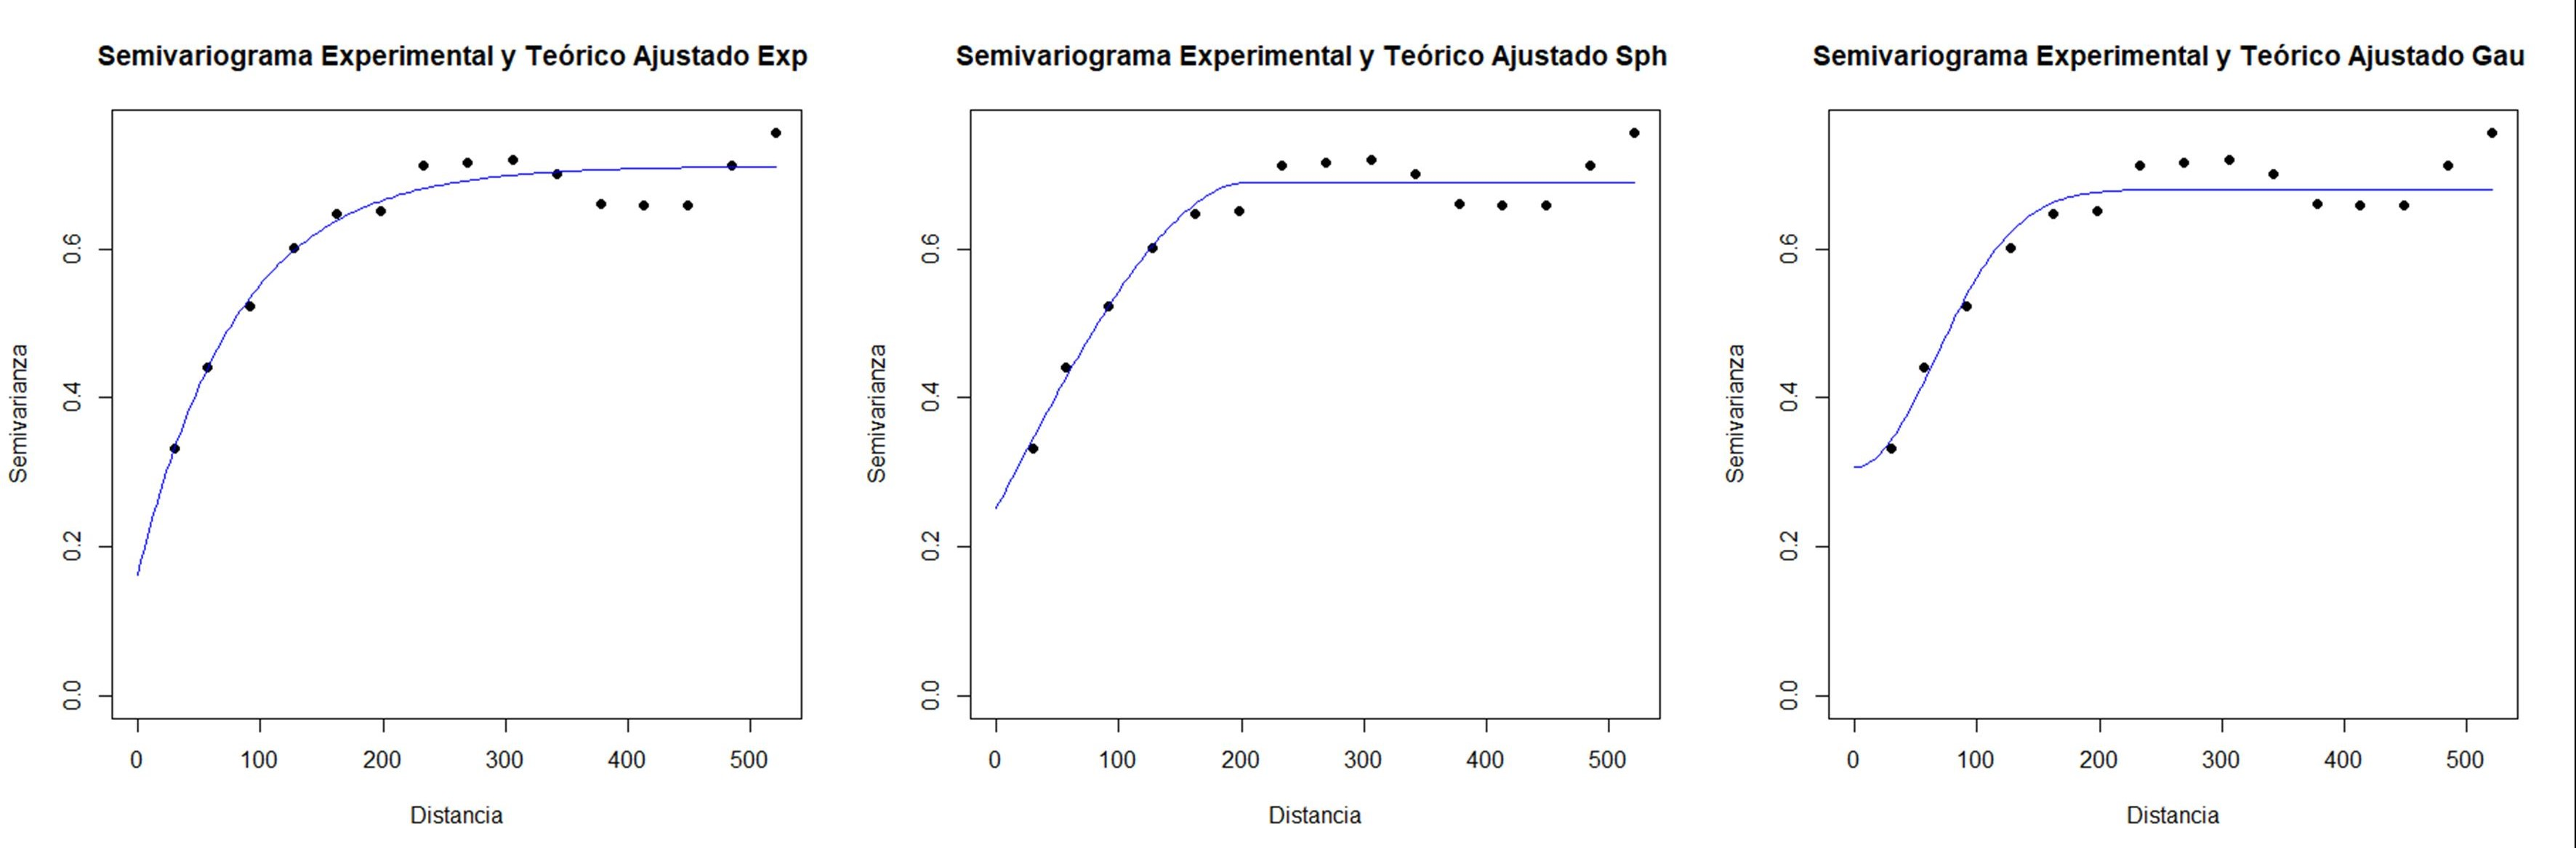 Semivariograma Experimental y Teórico Ajustado Exp
Semivarianza
0.6
0.4
0.2
0.0
0 100 200 300 400 500
Distancia
Semivariograma Experimental y Teórico Ajustado Sph
Semivarianza
0.6
0.4
0.2
0.0
0 100 200 300 400 500
Distancia
Semivariograma Experimental y Teórico Ajustado Gau
Semivarianza
0.6
0.4
0.2
0.0
0 100 200 300 400 500
Distancia